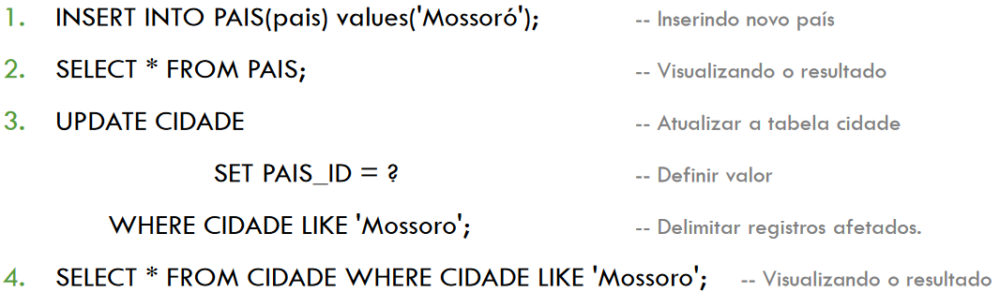 1. INSERT INTO PAIS(pais) values('Mossoró'); -- Inserindo novo país
2. SELECT * FROM PAIS; -- Visualizando o resultado
3. UPDATE CIDADE -- Atualizar a tabela cidade
SET PAIS_ID = ? -- Definir valor
WHERE CIDADE LIKE 'Mossoro'; -- Delimitar registros afetados.
4. SELECT * FROM CIDADE WHERE CIDADE LIKE 'Mossoro'; -- Visualizando o resultado